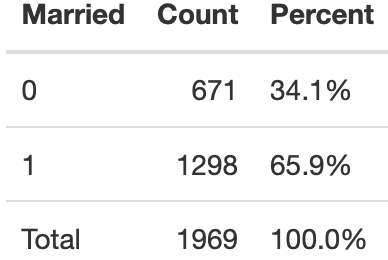 Married Count Percent
0 671 34.1%
1 1298 65.9%
Total 1969 100.0%